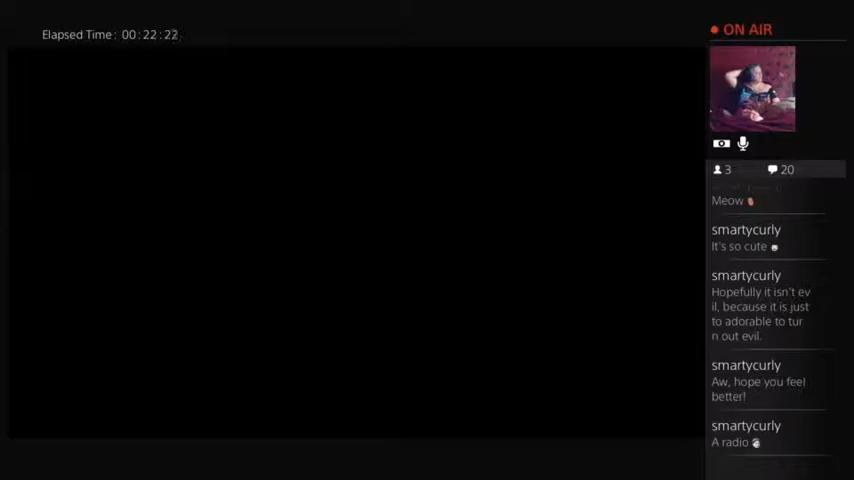 Elapsed Time: 00:22:22
ON AIR
3
20
Meow
smartycurly
It's so cute
smartycurly
Hopefully it isn't ev
il, because it is just
to adorable to tur
n out evil.
smartycurly
Aw, hope you feel
better!
smartycurly
A radio